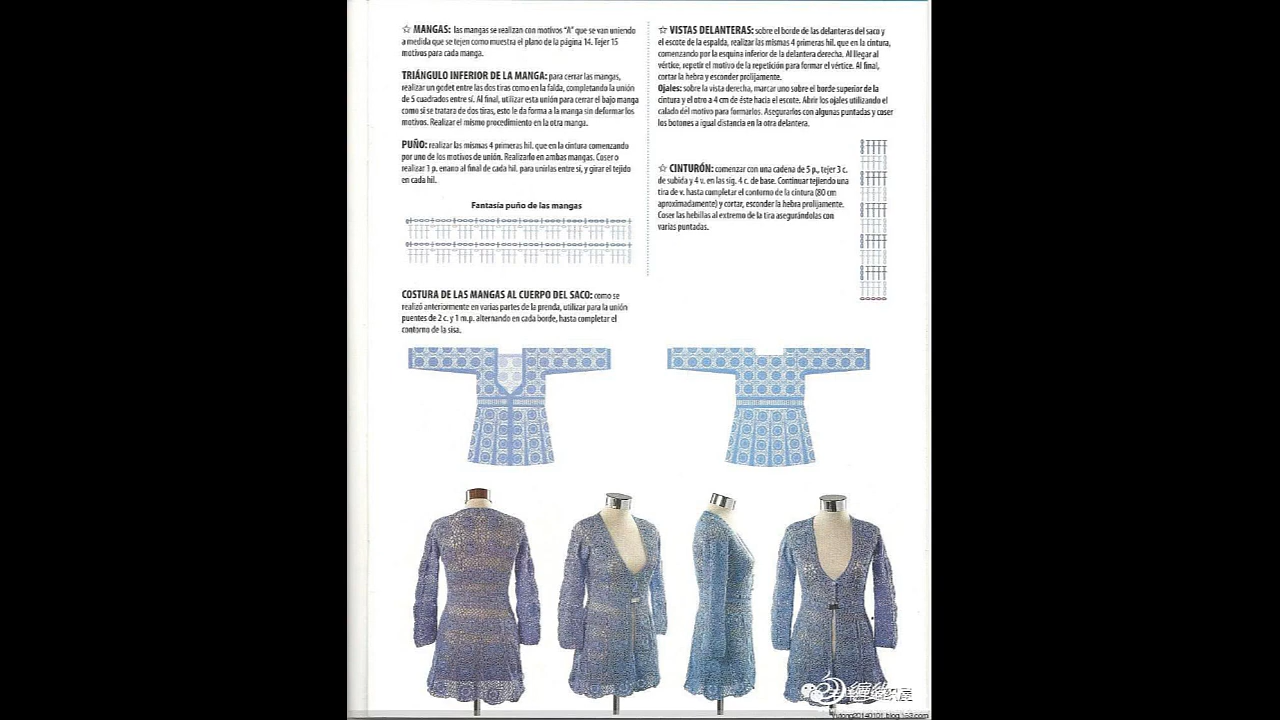 ☆ MANGAS: las mangas se realizan con motivos "A" que se van uniendo
a medida que se tejen como muestra el plano de la página 14. Tejer 15
motivos para cada manga.
TRIÁNGULO INFERIOR DE LA MANGA: para cerrar las mangas,
realizar un godet entre las dos tiras como en la falda, completando la unión
de 5 cuadrados entre sí. Al final, utilizar esta unión para cerrar el bajo manga
como si se tratara de dos tiras, esto le da forma a la manga sin deformar los
motivos. Realizar el mismo procedimiento en la otra manga.
PUÑO: realizar las mismas 4 primeras hil. que en la cintura comenzando
por uno de los motivos de unión. Realizarlo en ambas mangas. Coser o
realizar 1 p. enano al final de cada hil. para unirlas entre sí, y girar el tejido
en cada hil.
Fantasía puño de las mangas
COSTURA DE LAS MANGAS AL CUERPO DEL SACO: como se
realizó anteriormente en varias partes de la prenda, utilizar para la unión
puentes de 2 c. y 1 m.p. alternando en cada borde, hasta completar el
contorno de la sisa.
☆ VISTAS DELANTERAS: sobre el borde de las delanteras del saco y
el escote de la espalda, realizar las mismas 4 primeras hil. que en la cintura,
comenzando por la esquina inferior de la delantera derecha. Al llegar al
vértice, repetir el motivo de la repetición para formar el vértice. Al final,
cortar la hebra y esconder prolijamente.
Ojales: sobre la vista derecha, marcar uno sobre el borde superior de la
cintura y el otro a 4 cm de éste hacia el escote. Abrir los ojales utilizando el
calado del motivo para formarlos. Asegurarlos con algunas puntadas y coser
los botones a igual distancia en la otra delantera.
☆ CINTURÓN: comenzar con una cadena de 5 p., tejer 3 c.
de subida y 4 v. en las sig. 4 c. de base. Continuar tejiendo una
tira de v. hasta completar el contorno de la cintura (80 cm
aproximadamente) y cortar, esconder la hebra prolijamente.
Coser las hebillas al extremo de la tira asegurándolas con
varias puntadas.